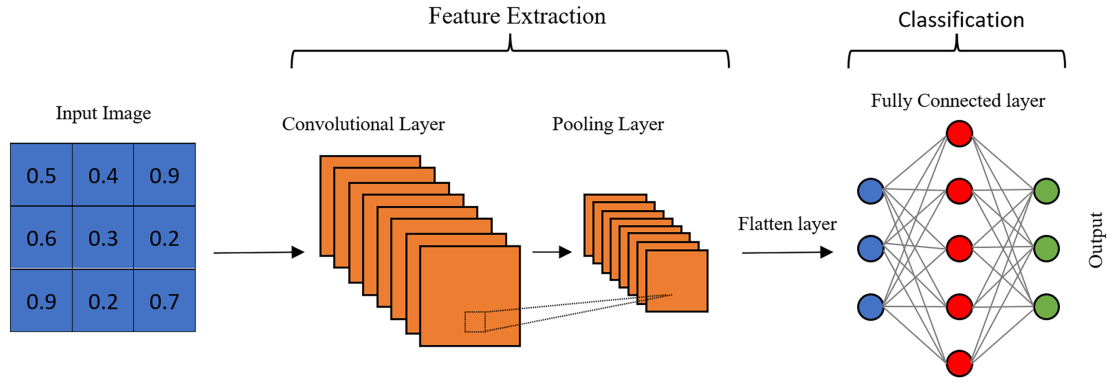 Feature Extraction
Classification
Input Image
Convolutional Layer
Pooling Layer
Fully Connected layer
0.5 0.4 0.9
0.6 0.3 0.2
0.9 0.2 0.7
Flatten layer
Output